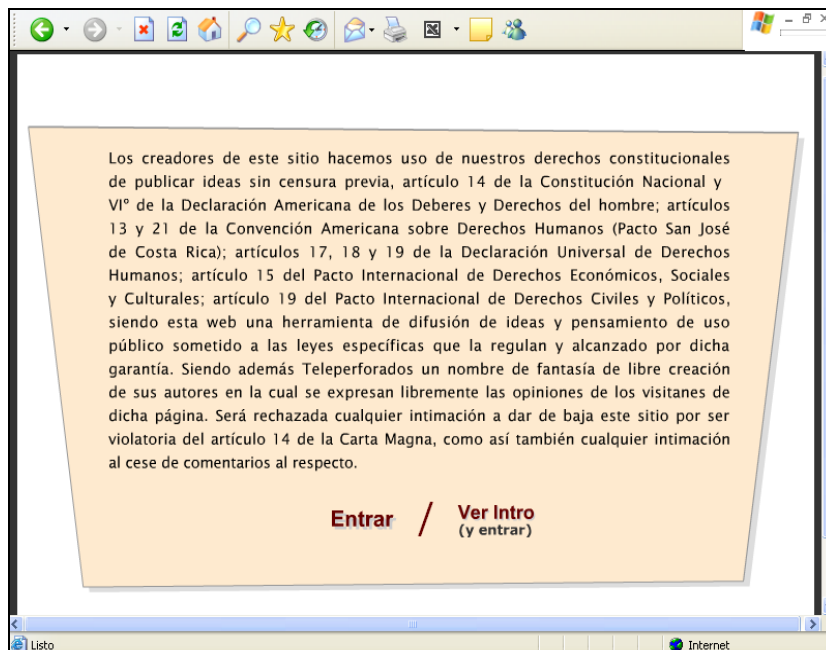 Los creadores de este sitio hacemos uso de nuestros derechos constitucionales
de publicar ideas sin censura previa, artículo 14 de la Constitución Nacional y
VIº de la Declaración Americana de los Deberes y Derechos del hombre; artículos
13 y 21 de la Convención Americana sobre Derechos Humanos (Pacto San José
de Costa Rica); artículos 17, 18 y 19 de la Declaración Universal de Derechos
Humanos; artículo 15 del Pacto Internacional de Derechos Económicos, Sociales
y Culturales; artículo 19 del Pacto Internacional de Derechos Civiles y Políticos,
siendo esta web una herramienta de difusión de ideas y pensamiento de uso
público sometido a las leyes específicas que la regulan y alcanzado por dicha
garantía. Siendo además Teleperforados un nombre de fantasía de libre creación
de sus autores en la cual se expresan libremente las opiniones de los visitanes de
dicha página. Será rechazada cualquier intimación a dar de baja este sitio por ser
violatoria del artículo 14 de la Carta Magna, como así también cualquier intimación
al cese de comentarios al respecto.
Entrar / Ver Intro
(y entrar)
Listo
Internet